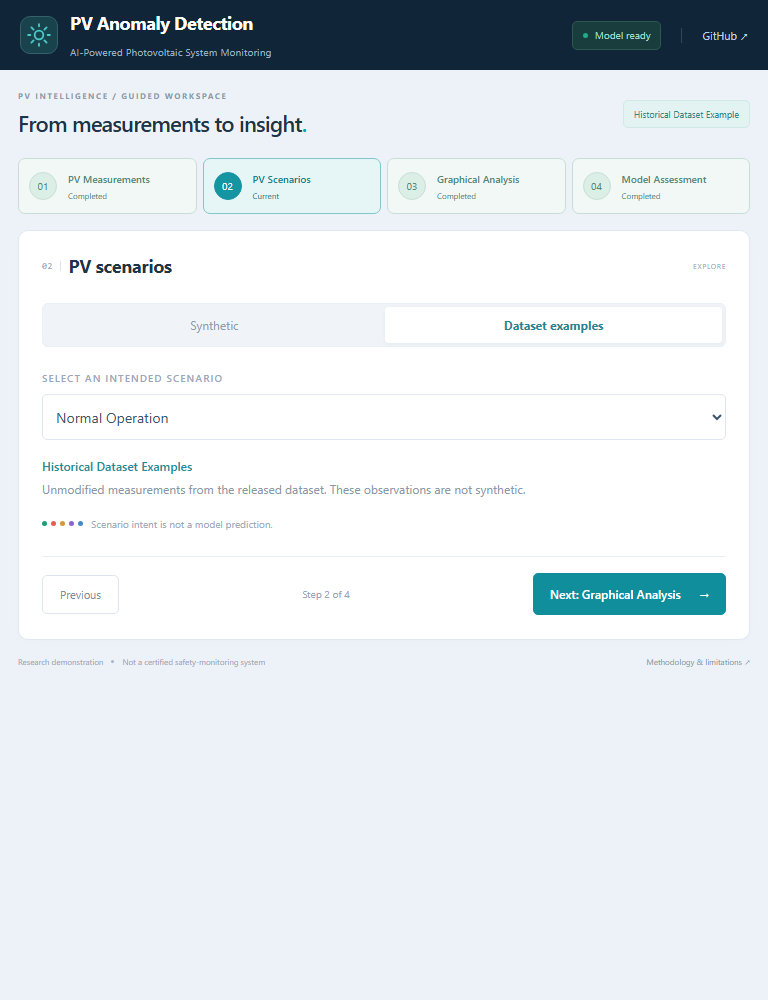 PV Anomaly Detection
AI-Powered Photovoltaic System Monitoring
Model ready
GitHub ↗
PV INTELLIGENCE / GUIDED WORKSPACE
From measurements to insight.
Historical Dataset Example
01 PV Measurements
Completed
02 PV Scenarios
Current
03 Graphical Analysis
Completed
04 Model Assessment
Completed
02 PV scenarios
EXPLORE
Synthetic
Dataset examples
SELECT AN INTENDED SCENARIO
Normal Operation
Historical Dataset Examples
Unmodified measurements from the released dataset. These observations are not synthetic.
Scenario intent is not a model prediction.
Previous
Step 2 of 4
Next: Graphical Analysis →
Research demonstration • Not a certified safety-monitoring system
Methodology & limitations ↗